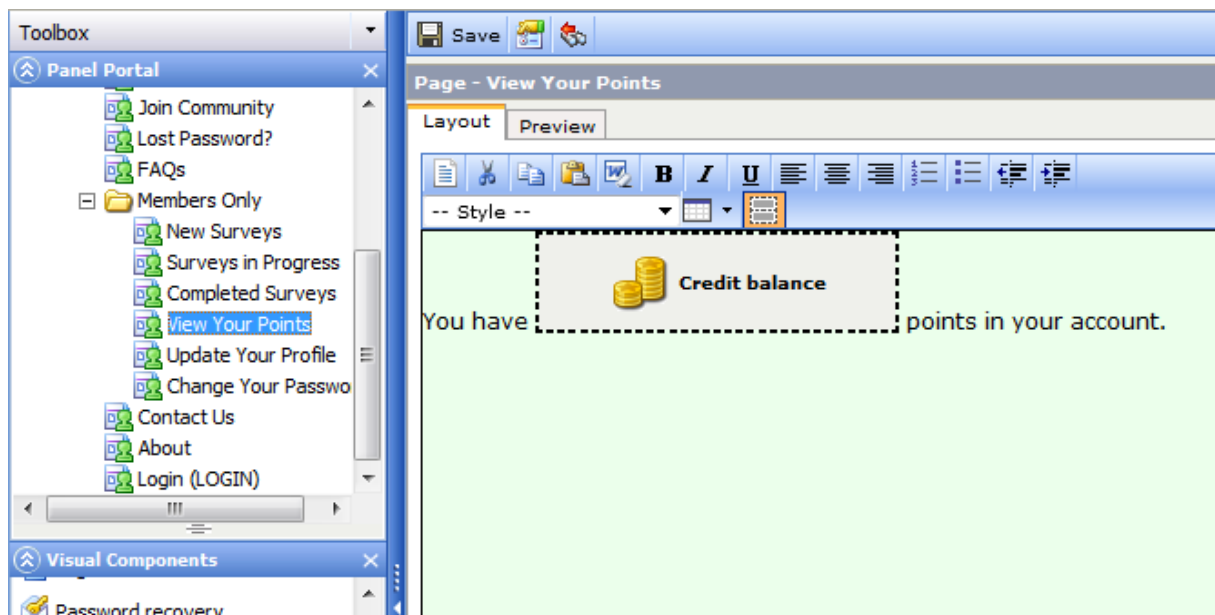 Toolbox
Panel Portal
Join Community
Lost Password?
FAQs
Members Only
New Surveys
Surveys in Progress
Completed Surveys
View Your Points
Update Your Profile
Change Your Passwo
Contact Us
About
Login (LOGIN)
Visual Components
Password recovery
Save
Page - View Your Points
Layout Preview
B I U
-- Style --
Credit balance
You have points in your account.